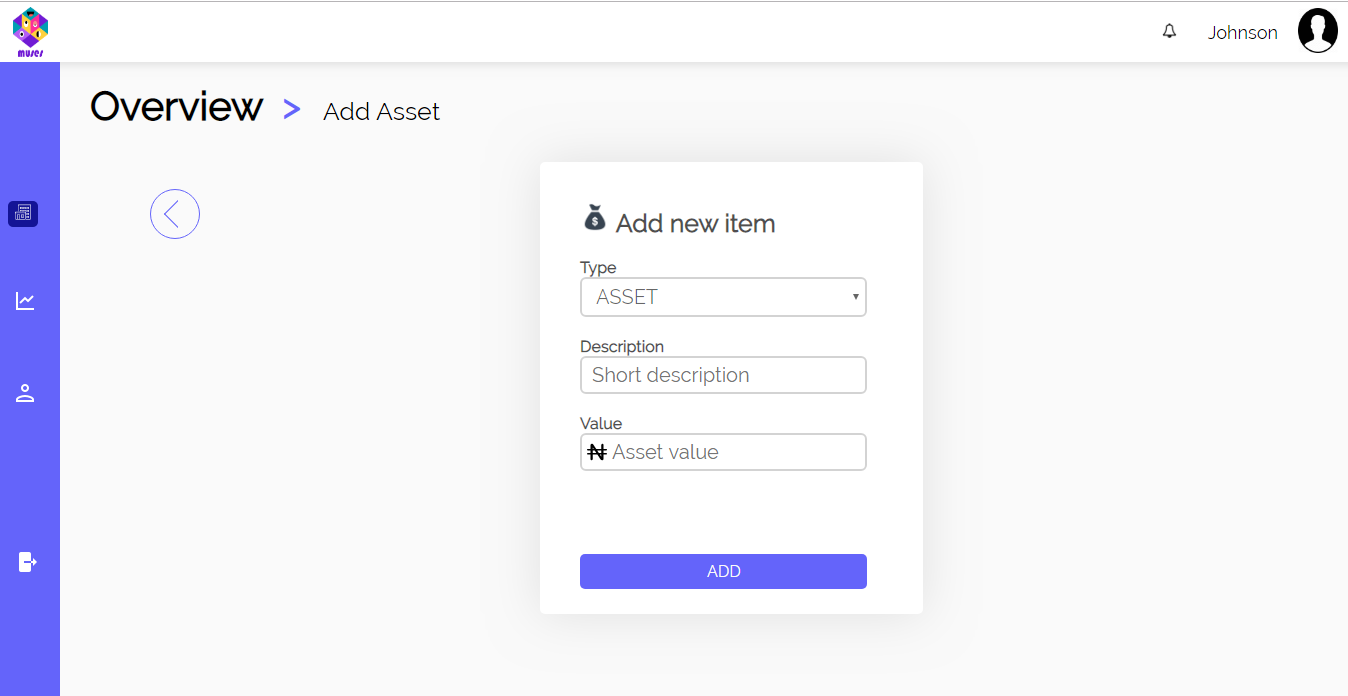 muses
Johnson
Overview > Add Asset
$ Add new item
Type
ASSET
Description
Short description
Value
₦ Asset value
ADD